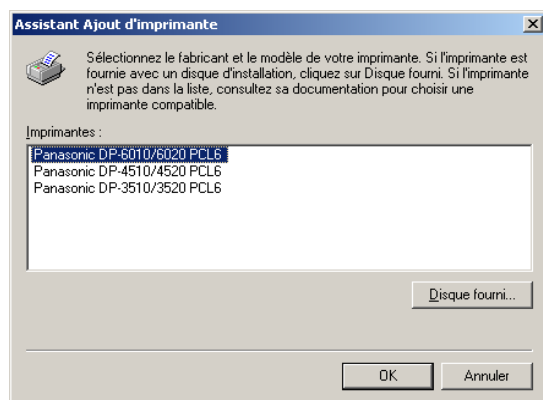 Assistant Ajout d'imprimante
Sélectionnez le fabricant et le modèle de votre imprimante. Si l'imprimante est
fournie avec un disque d'installation, cliquez sur Disque fourni. Si l'imprimante
n'est pas dans la liste, consultez sa documentation pour choisir une
imprimante compatible.
Imprimantes :
Panasonic DP-6010/6020 PCL6
Panasonic DP-4510/4520 PCL6
Panasonic DP-3510/3520 PCL6
Disque fourni...
OK
Annuler